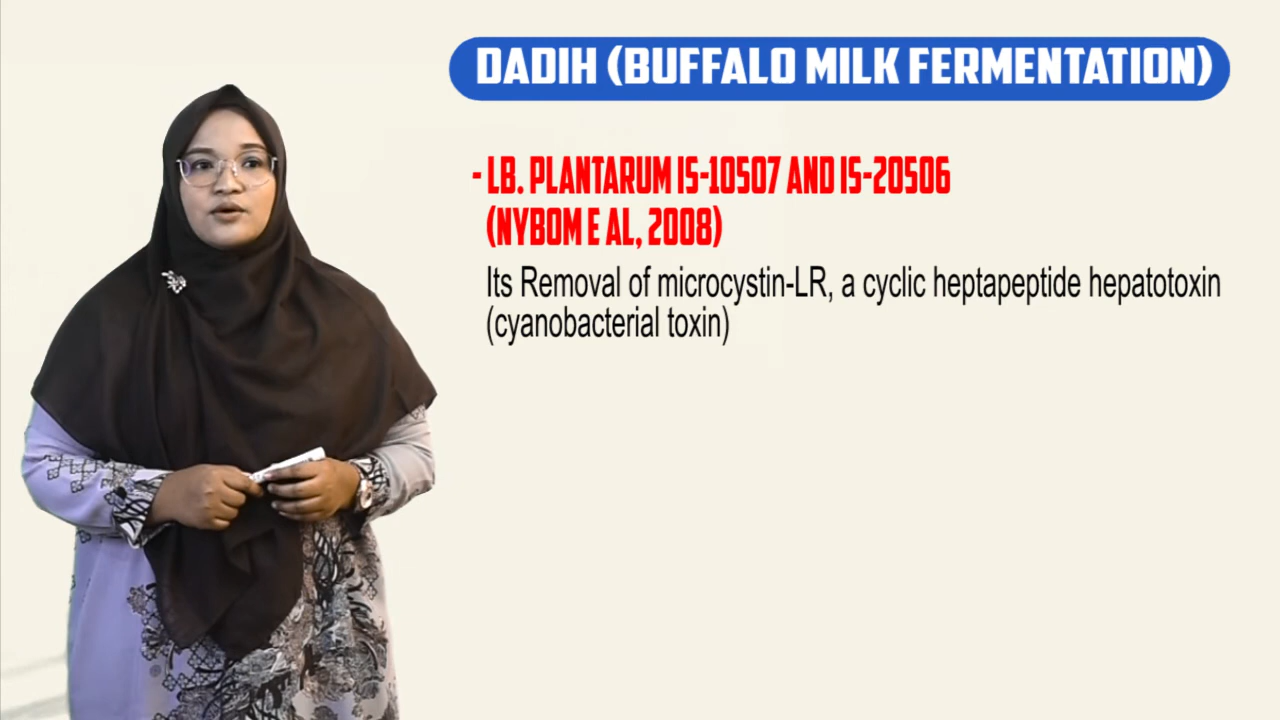 DADIH (BUFFALO MILK FERMENTATION)
- LB. PLANTARUM IS-10507 AND IS-20506
(NYBOM E AL, 2008)
Its Removal of microcystin-LR, a cyclic heptapeptide hepatotoxin
(cyanobacterial toxin)